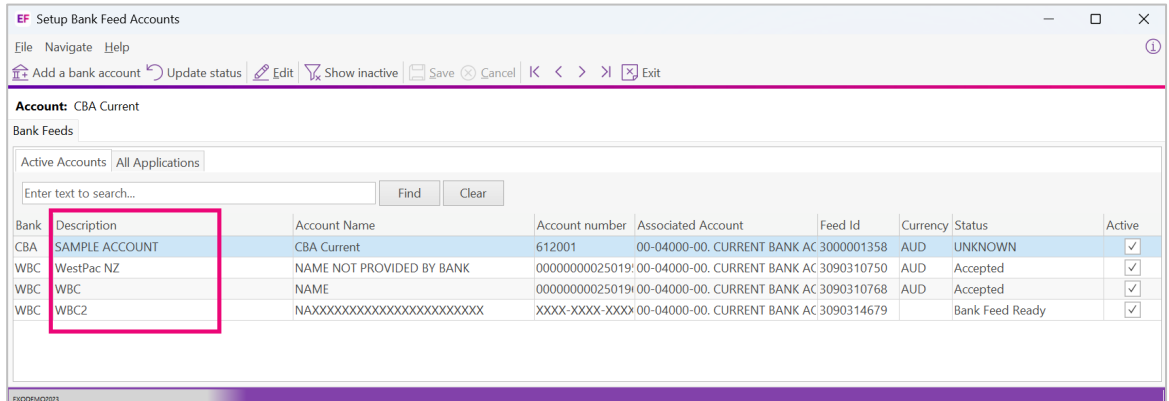 EF Setup Bank Feed Accounts
File Navigate Help
Add a bank account Update status Edit Show inactive Save Cancel Exit
Account: CBA Current
Bank Feeds
Active Accounts All Applications
Enter text to search... Find Clear
Bank Description Account Name Account number Associated Account Feed Id Currency Status Active
CBA SAMPLE ACCOUNT CBA Current 612001 00-04000-00. CURRENT BANK AC 3000001358 AUD UNKNOWN
WBC WestPac NZ NAME NOT PROVIDED BY BANK 00000000025019 00-04000-00. CURRENT BANK AC 3090310750 AUD Accepted
WBC WBC NAME 00000000025019 00-04000-00. CURRENT BANK AC 3090310768 AUD Accepted
WBC WBC2 NAXXXXXXXXXXXXXXXXXXXXXXX XXXX-XXXX-XXXX 00-04000-00. CURRENT BANK AC 3090314679 Bank Feed Ready
EXODEMO2023